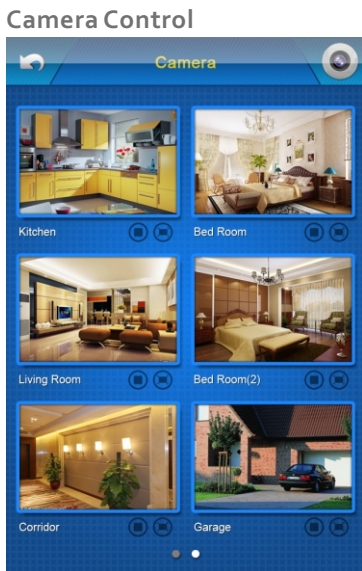 Camera Control
Camera
Kitchen
Bed Room
Living Room
Bed Room(2)
Corridor
Garage